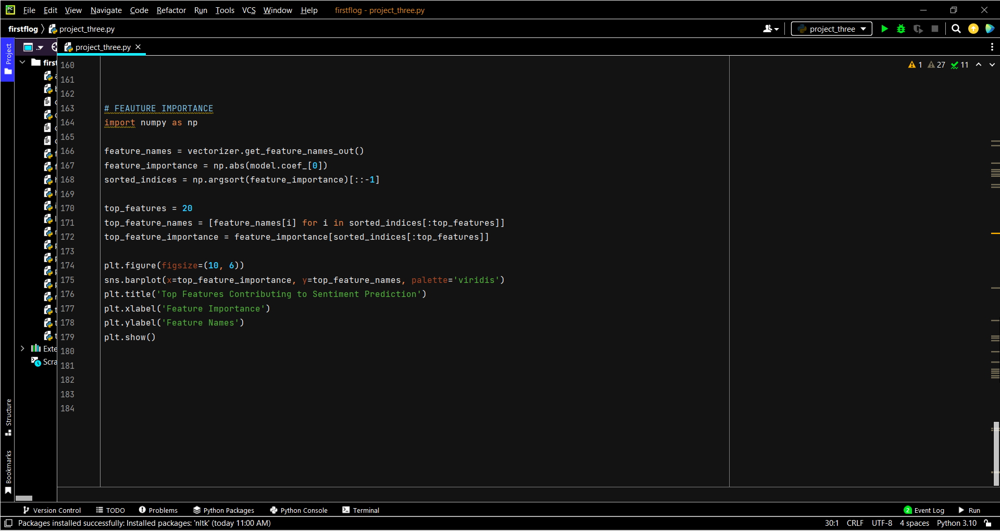 PC File Edit View Navigate Code Refactor Run Tools VCS Window Help firstflog - project_three.py
firstflog project_three.py project_three
Project .. project_three.py
first
1 27 11
160
161
162
163 # FEAUTURE IMPORTANCE
164 import numpy as np
165
166 feature_names = vectorizer.get_feature_names_out()
167 feature_importance = np.abs(model.coef_[0])
168 sorted_indices = np.argsort(feature_importance)[::-1]
169
170 top_features = 20
171 top_feature_names = [feature_names[i] for i in sorted_indices[:top_features]]
172 top_feature_importance = feature_importance[sorted_indices[:top_features]]
173
174 plt.figure(figsize=(10, 6))
175 sns.barplot(x=top_feature_importance, y=top_feature_names, palette='viridis')
176 plt.title('Top Features Contributing to Sentiment Prediction')
177 plt.xlabel('Feature Importance')
178 plt.ylabel('Feature Names')
179 plt.show()
180
181
182
183
184
Exte
Scra
Structure
Bookmarks
Version Control TODO Problems Python Packages Python Console Terminal 2 Event Log Run
Packages installed successfully: Installed packages: 'nltk' (today 11:00 AM) 30:1 CRLF UTF-8 4 spaces Python 3.10